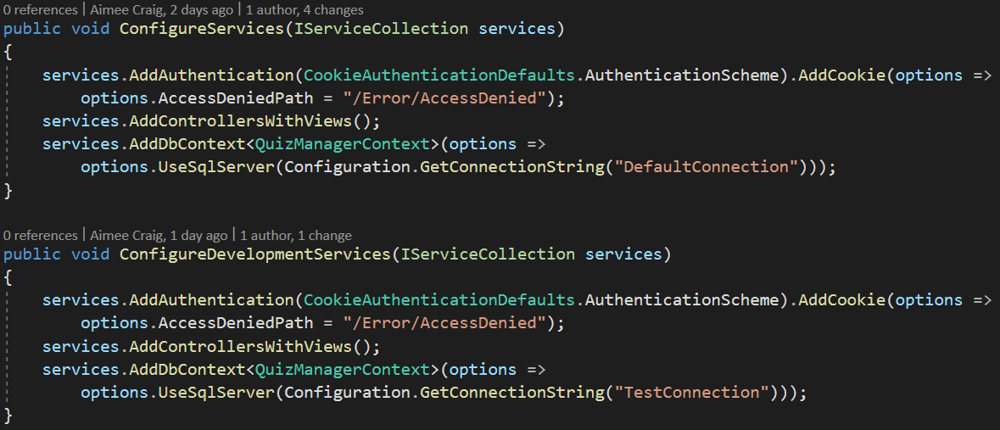 0 references | Aimee Craig, 2 days ago | 1 author, 4 changes
public void ConfigureServices(IServiceCollection services)
{
    services.AddAuthentication(CookieAuthenticationDefaults.AuthenticationScheme).AddCookie(options =>
        options.AccessDeniedPath = "/Error/AccessDenied");
    services.AddControllersWithViews();
    services.AddDbContext<QuizManagerContext>(options =>
        options.UseSqlServer(Configuration.GetConnectionString("DefaultConnection")));
}
0 references | Aimee Craig, 1 day ago | 1 author, 1 change
public void ConfigureDevelopmentServices(IServiceCollection services)
{
    services.AddAuthentication(CookieAuthenticationDefaults.AuthenticationScheme).AddCookie(options =>
        options.AccessDeniedPath = "/Error/AccessDenied");
    services.AddControllersWithViews();
    services.AddDbContext<QuizManagerContext>(options =>
        options.UseSqlServer(Configuration.GetConnectionString("TestConnection")));
}